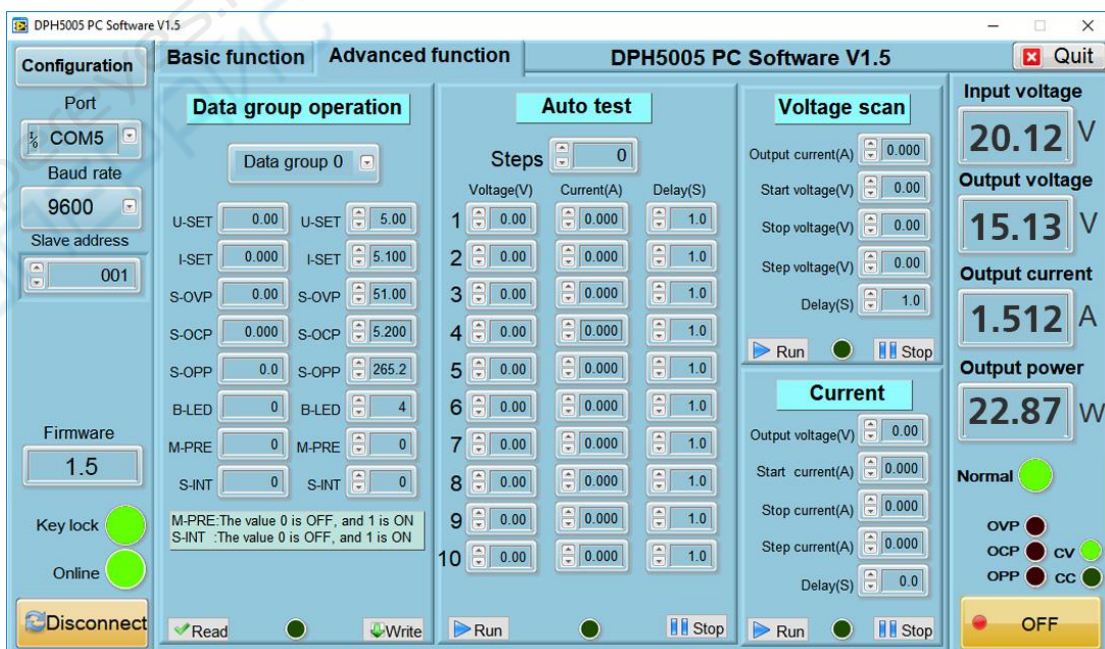 DPH5005 PC Software V1.5
Configuration
Port
COM5
Baud rate
9600
Slave address
001
Firmware
1.5
Key lock
Online
Disconnect
Basic function Advanced function DPH5005 PC Software V1.5 Quit
Data group operation
Data group 0
U-SET 0.00 U-SET 5.00
I-SET 0.000 I-SET 5.100
S-OVP 0.00 S-OVP 51.00
S-OCP 0.000 S-OCP 5.200
S-OPP 0.0 S-OPP 265.2
B-LED 0 B-LED 4
M-PRE 0 M-PRE 0
S-INT 0 S-INT 0
M-PRE:The value 0 is OFF, and 1 is ON
S-INT :The value 0 is OFF, and 1 is ON
Read Write
Auto test
Steps 0
Voltage(V) Current(A) Delay(S)
1 0.00 0.000 1.0
2 0.00 0.000 1.0
3 0.00 0.000 1.0
4 0.00 0.000 1.0
5 0.00 0.000 1.0
6 0.00 0.000 1.0
7 0.00 0.000 1.0
8 0.00 0.000 1.0
9 0.00 0.000 1.0
10 0.00 0.000 1.0
Run Stop
Voltage scan
Output current(A) 0.000
Start voltage(V) 0.00
Stop voltage(V) 0.00
Step voltage(V) 0.00
Delay(S) 1.0
Run Stop
Current
Output voltage(V) 0.00
Start current(A) 0.000
Stop current(A) 0.000
Step current(A) 0.000
Delay(S) 0.0
Run Stop
Input voltage
20.12 V
Output voltage
15.13 V
Output current
1.512 A
Output power
22.87 W
Normal
OVP
OCP CV
OPP CC
OFF